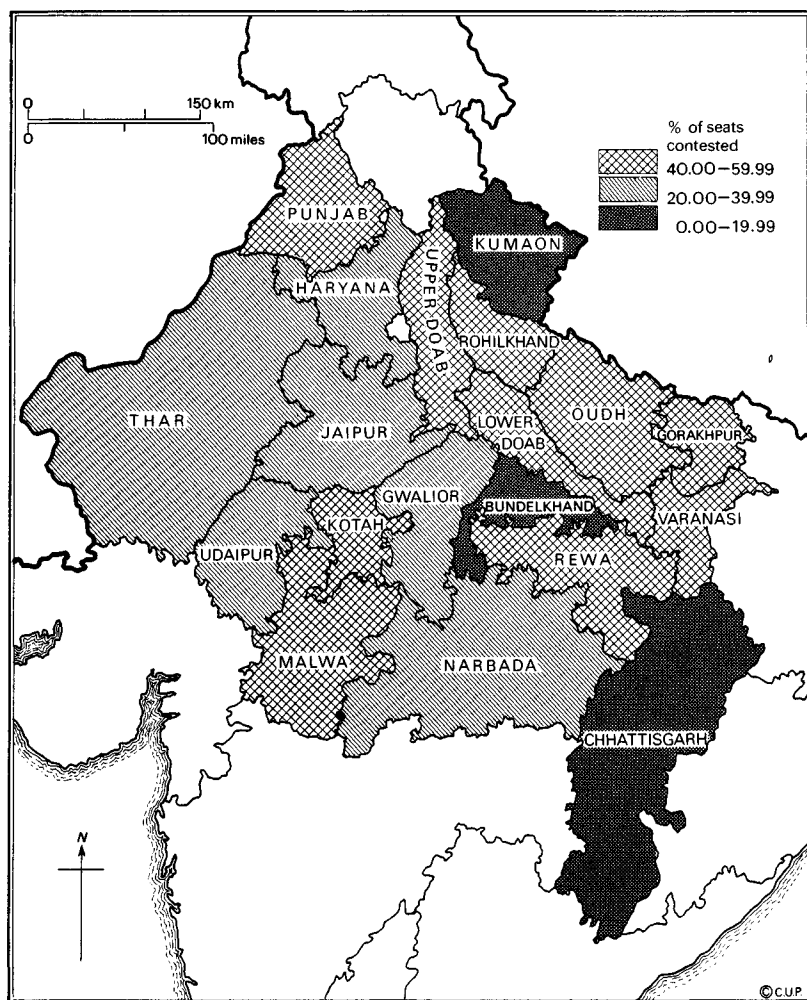 0 150 km
0 100 miles
% of seats
contested
40.00–59.99
20.00–39.99
0.00–19.99
PUNJAB
KUMAON
HARYANA
UPPER DOAB
ROHILKHAND
THAR
JAIPUR
LOWER
DOAB
OUDH
GORAKHPUR
GWALIOR
KOTAH
BUNDELKHAND
VARANASI
UDAIPUR
REWA
MALWA
NARBADA
CHHATTISGARH
N
©C.U.P.